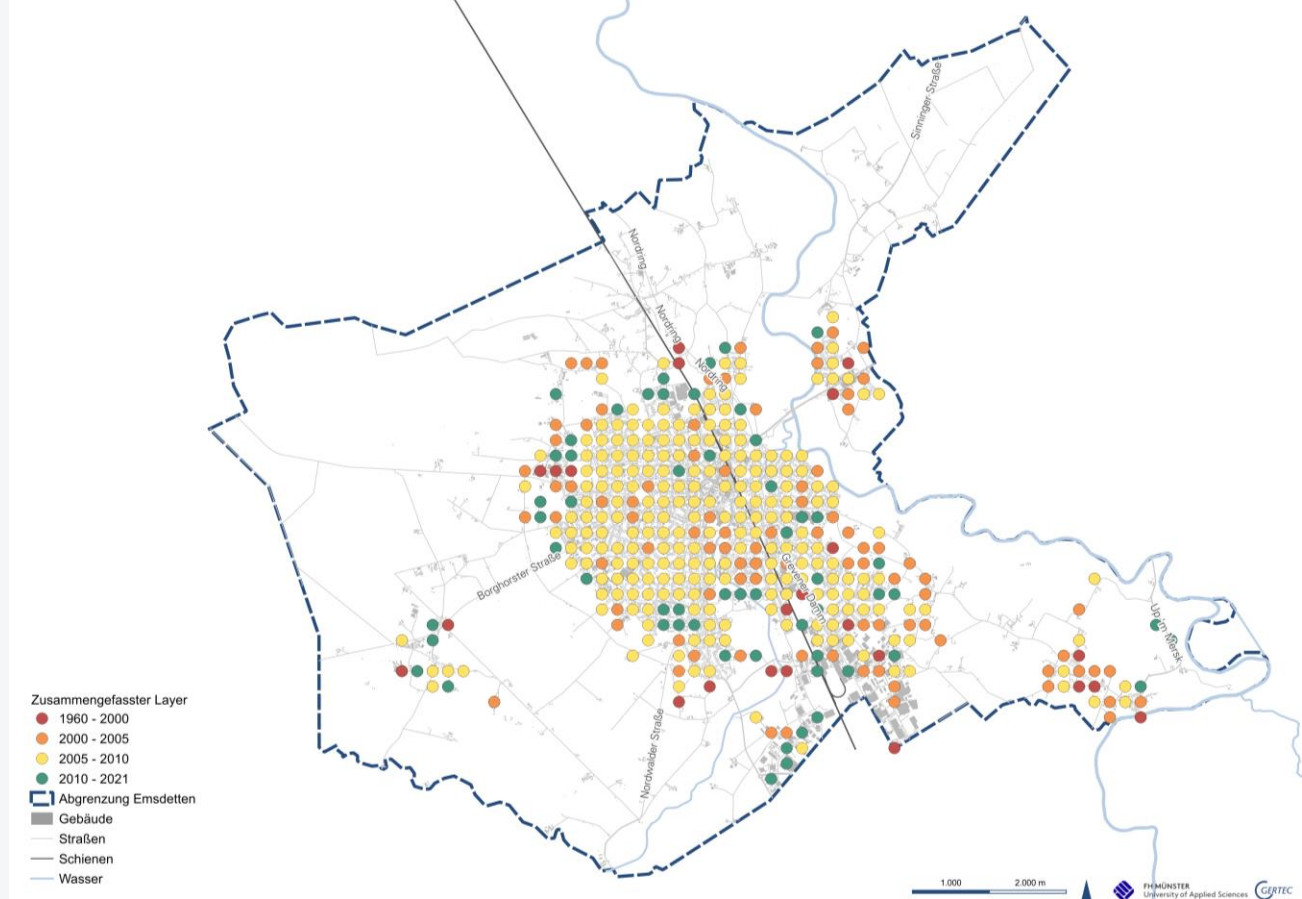 Sinninger Straße
Nordring
Nordring
Nordring
Borghorster Straße
Grevener Damm
Up im Mersk
Nordwalder Straße
Zusammengefasster Layer
1960 - 2000
2000 - 2005
2005 - 2010
2010 - 2021
Abgrenzung Emsdetten
Gebäude
Straßen
Schienen
Wasser
1.000 2.000 m
FH MÜNSTER
University of Applied Sciences
GERTEC